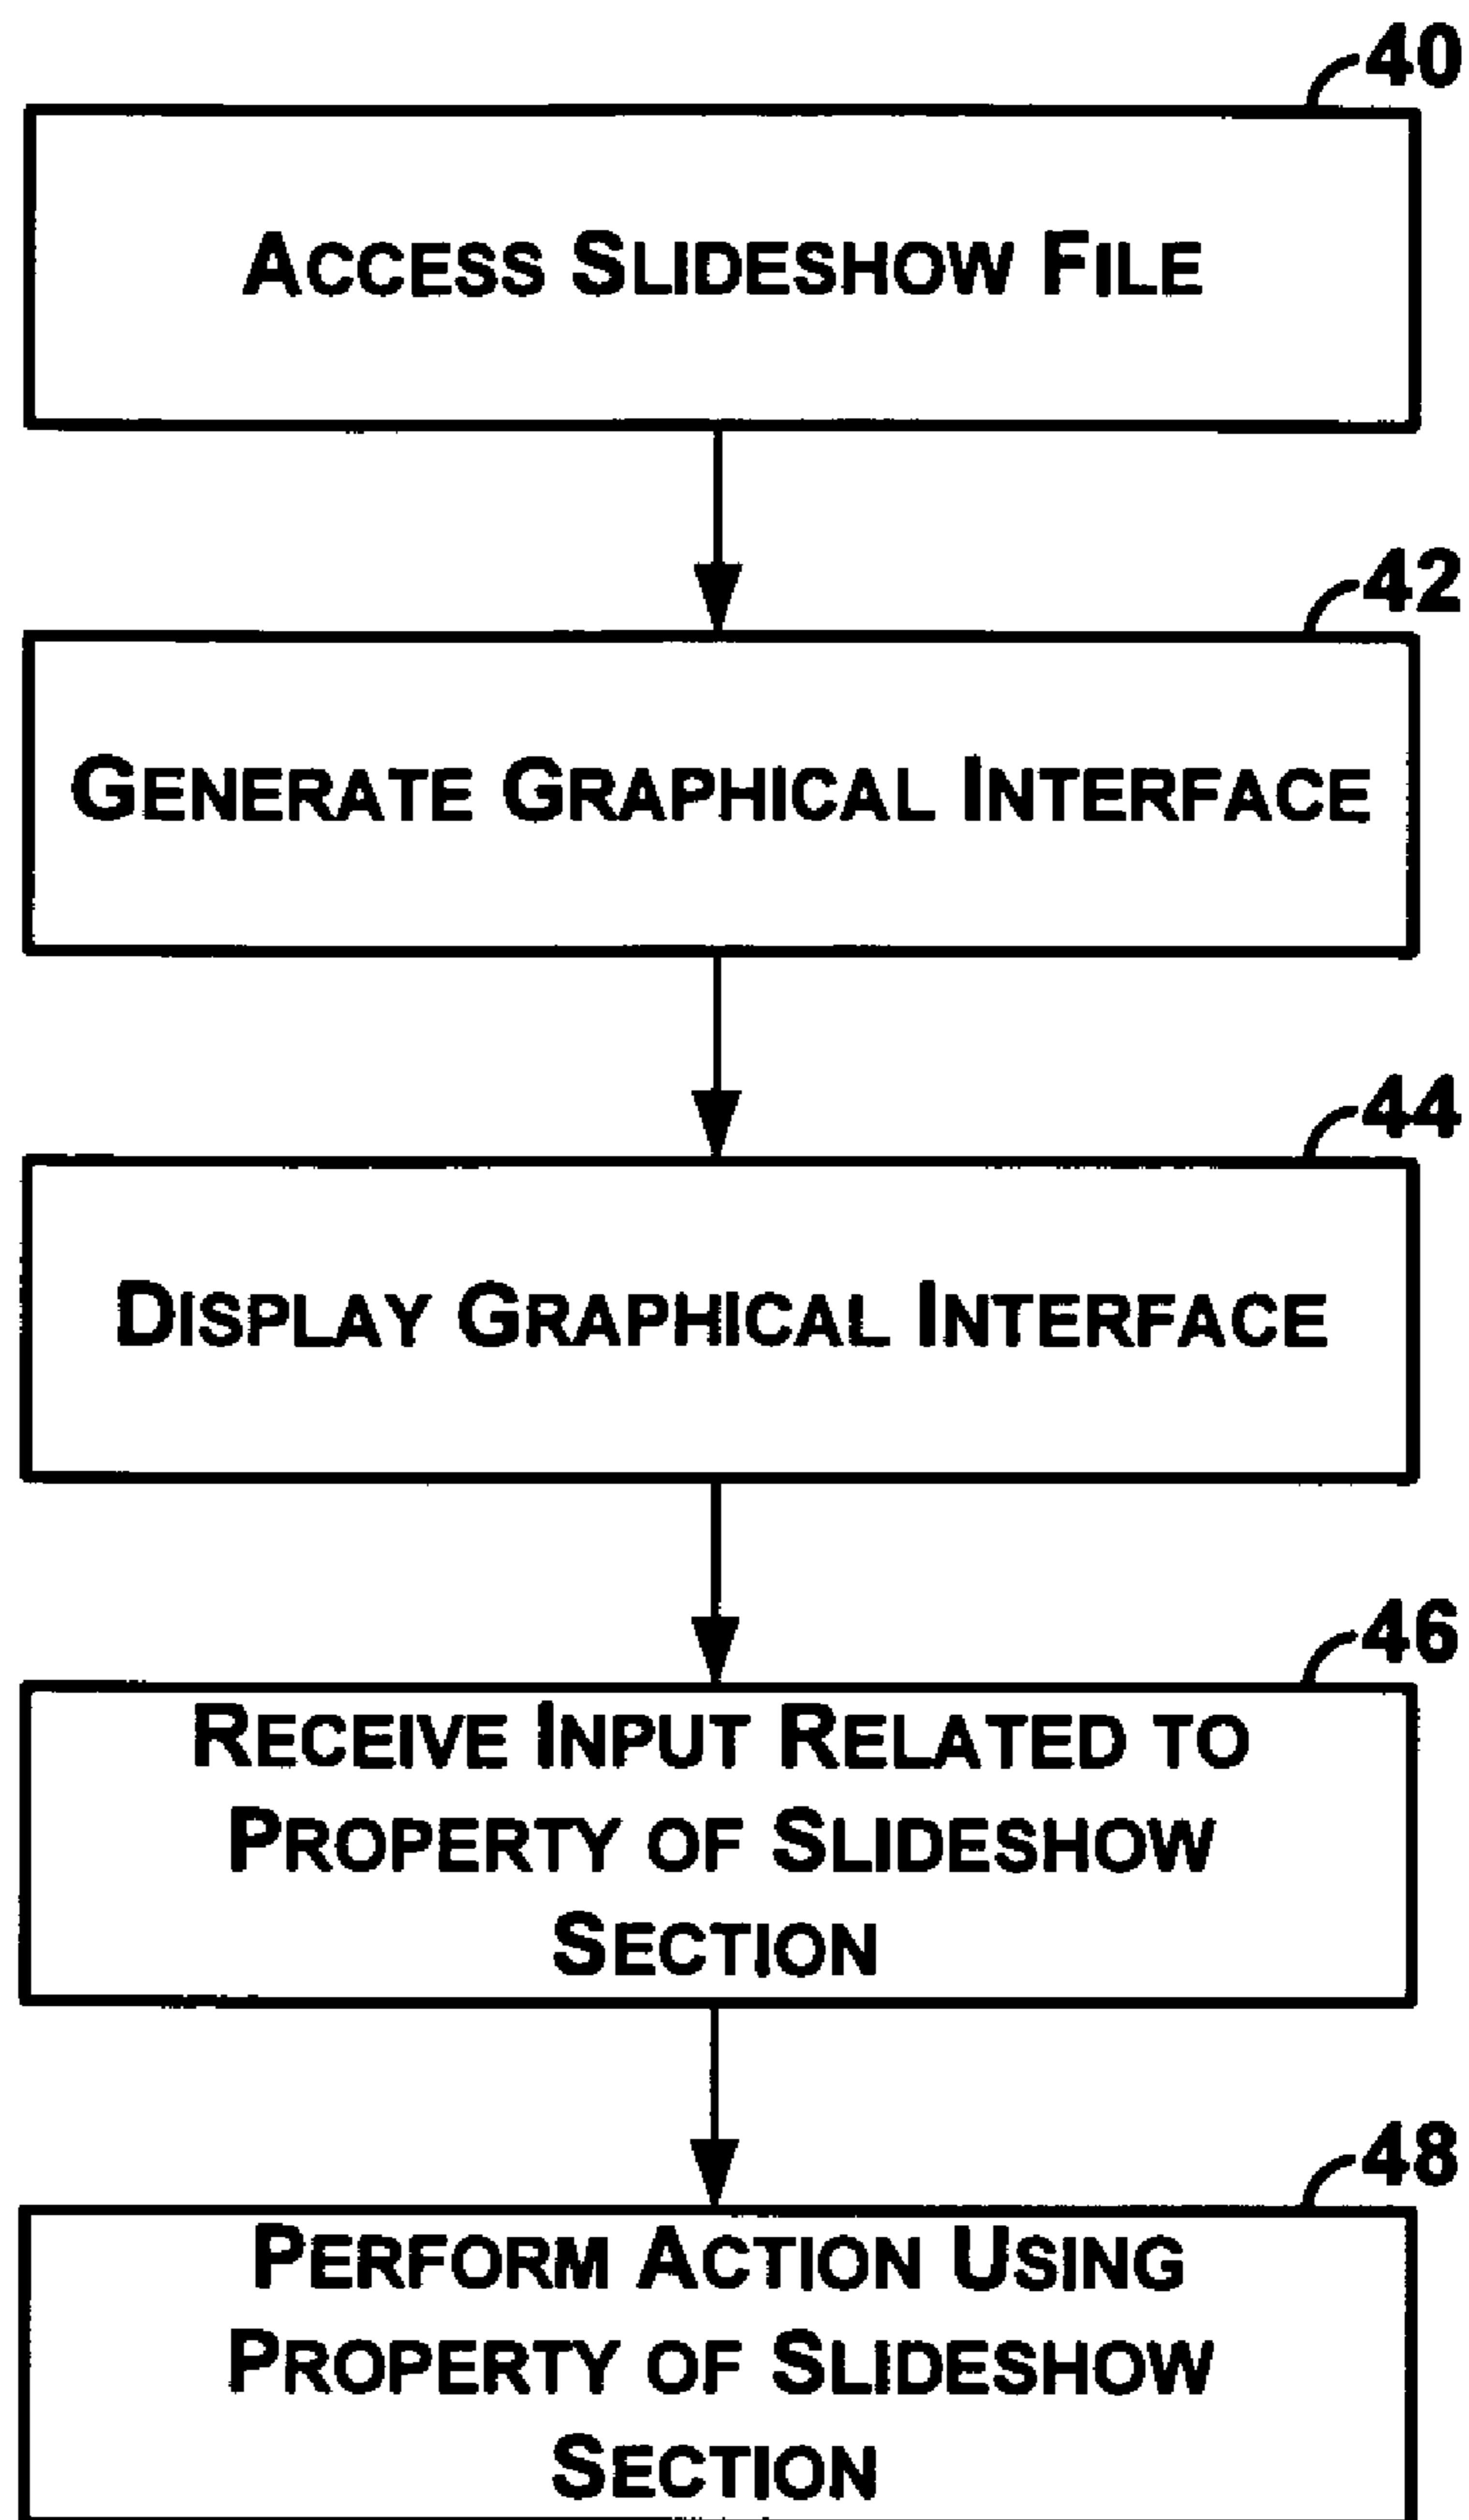 40
ACCESS SLIDESHOW FILE
42
GENERATE GRAPHICAL INTERFACE
44
DISPLAY GRAPHICAL INTERFACE
46
RECEIVE INPUT RELATED TO
PROPERTY OF SLIDESHOW
SECTION
48
PERFORM ACTION USING
PROPERTY OF SLIDESHOW
SECTION